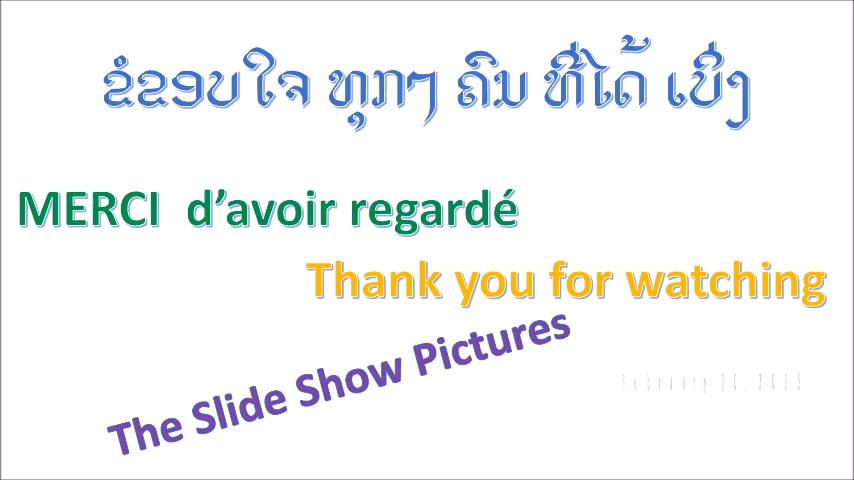 ຂໍຂອບໃຈ ທຸກໆ ຄົນ ທີ່ໄດ້ ເບີ່ງ
MERCI d’avoir regardé
Thank you for watching
The Slide Show Pictures